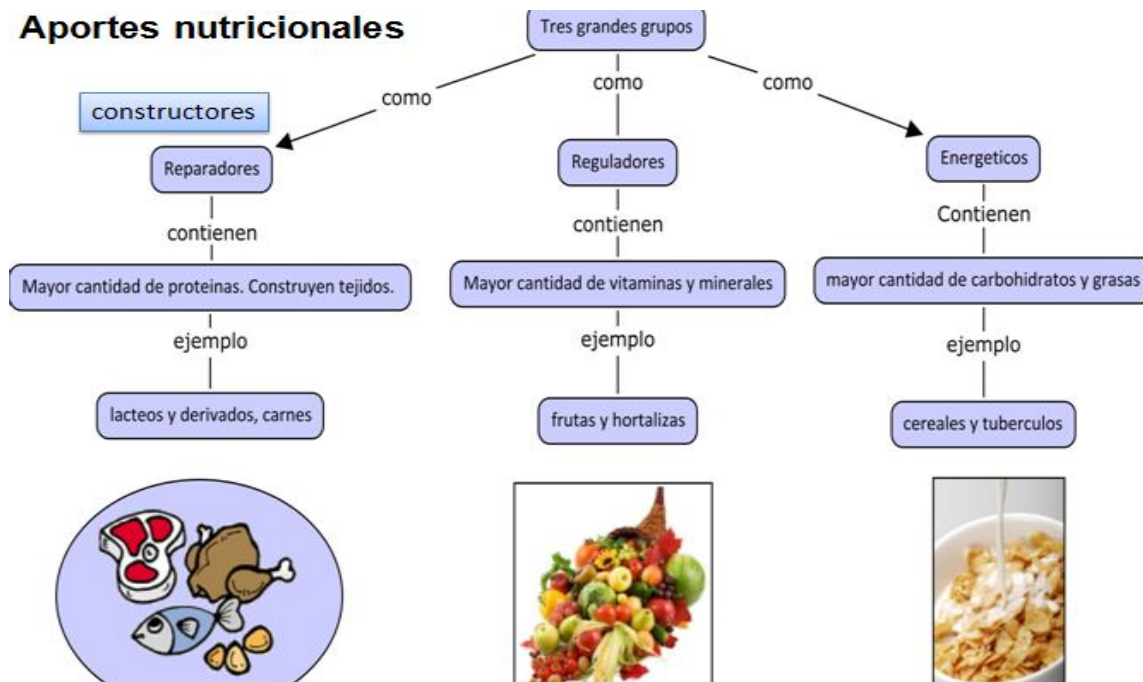 Aportes nutricionales
Tres grandes grupos
como
como
como
constructores
Reparadores
Reguladores
Energeticos
contienen
contienen
Contienen
Mayor cantidad de proteinas. Construyen tejidos.
Mayor cantidad de vitaminas y minerales
mayor cantidad de carbohidratos y grasas
ejemplo
ejemplo
ejemplo
lacteos y derivados, carnes
frutas y hortalizas
cereales y tuberculos